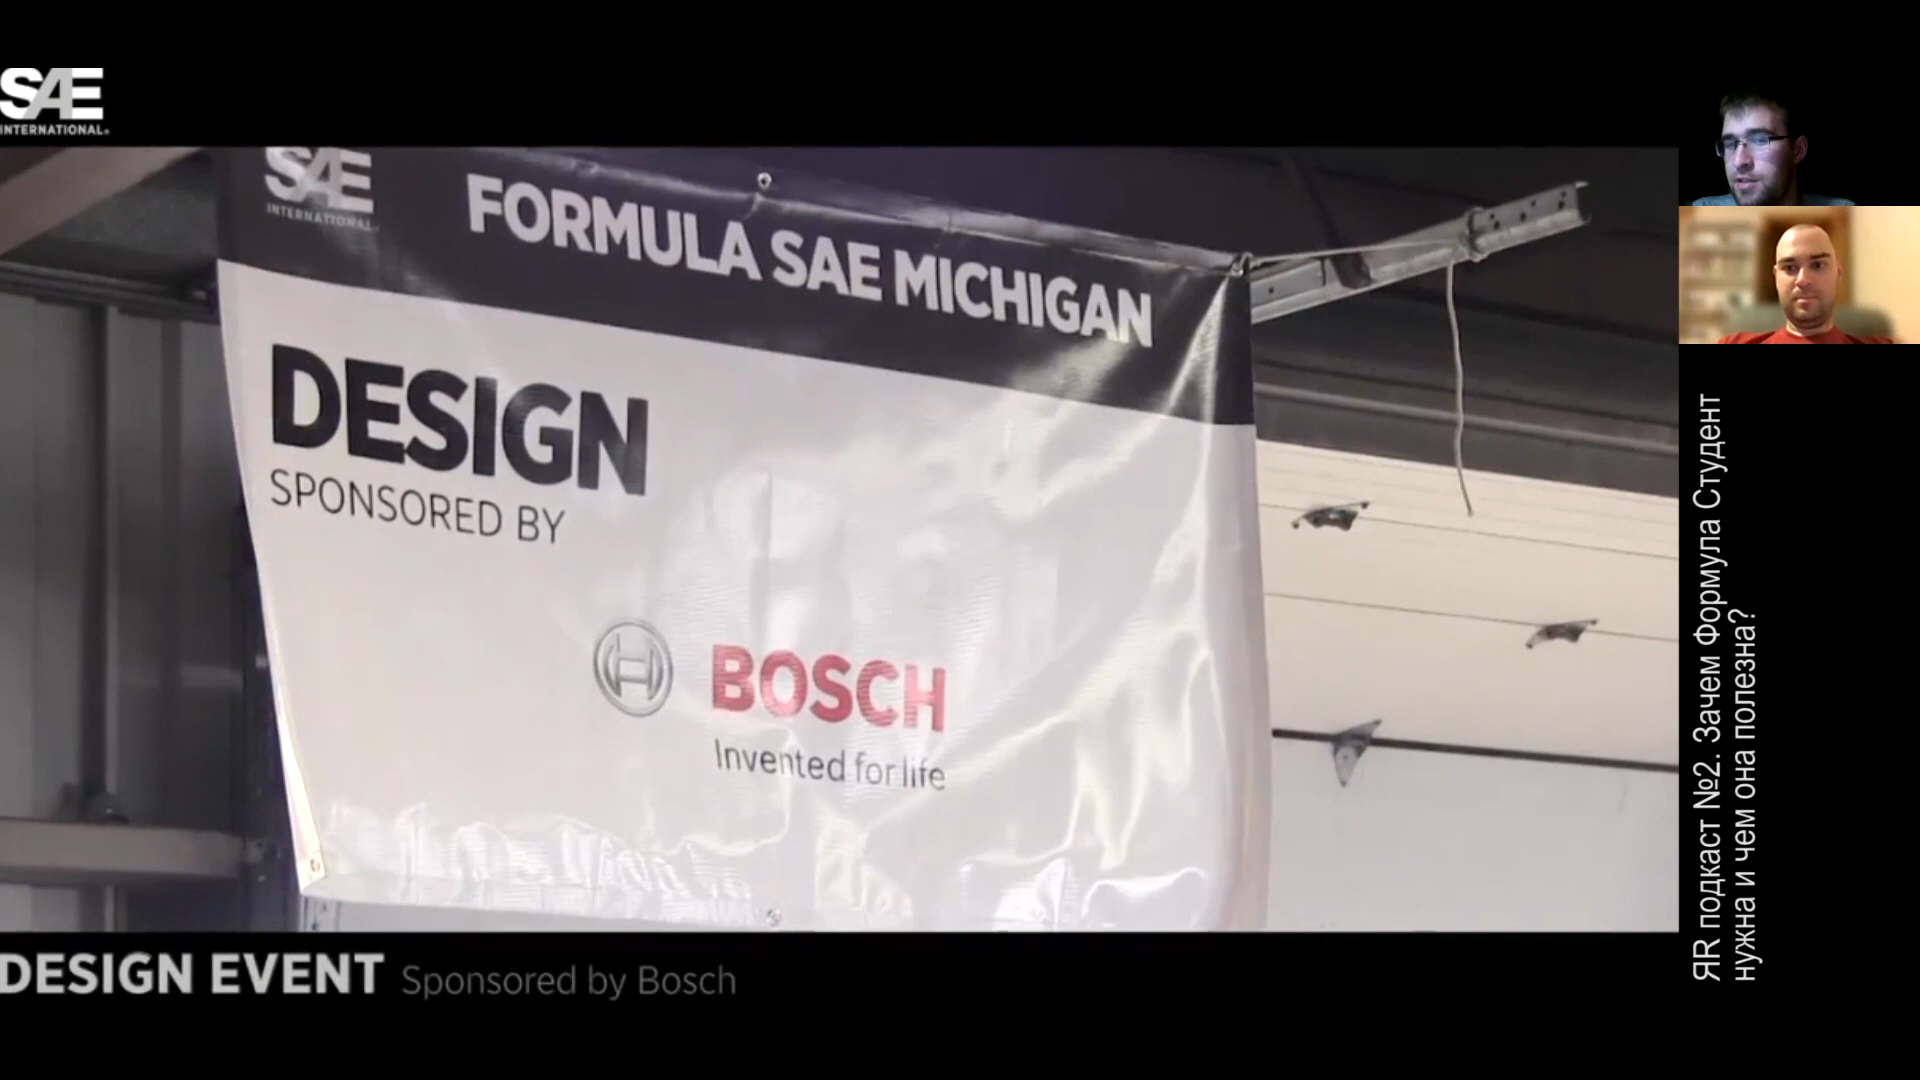 SAE
INTERNATIONAL®
SAE
INTERNATIONAL®
FORMULA SAE MICHIGAN
DESIGN
SPONSORED BY
BOSCH
Invented for life
DESIGN EVENT Sponsored by Bosch
ЯR подкаст №2. Зачем Формула Студент
нужна и чем она полезна?